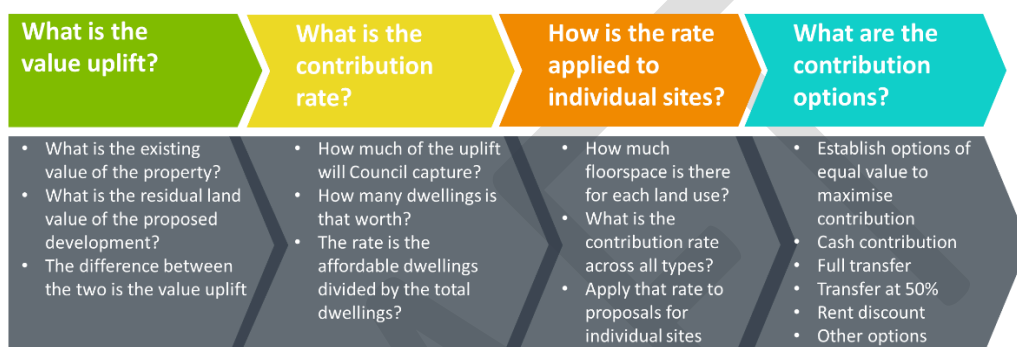 What is the
value uplift?
What is the
contribution
rate?
How is the rate
applied to
individual sites?
What are the
contribution
options?
• What is the existing
value of the property?
• What is the residual land
value of the proposed
development?
• The difference between
the two is the value uplift
• How much of the uplift
will Council capture?
• How many dwellings is
that worth?
• The rate is the
affordable dwellings
divided by the total
dwellings?
• How much
floorspace is there
for each land use?
• What is the
contribution rate
across all types?
• Apply that rate to
proposals for
individual sites
• Establish options of
equal value to
maximise
contribution
• Cash contribution
• Full transfer
• Transfer at 50%
• Rent discount
• Other options